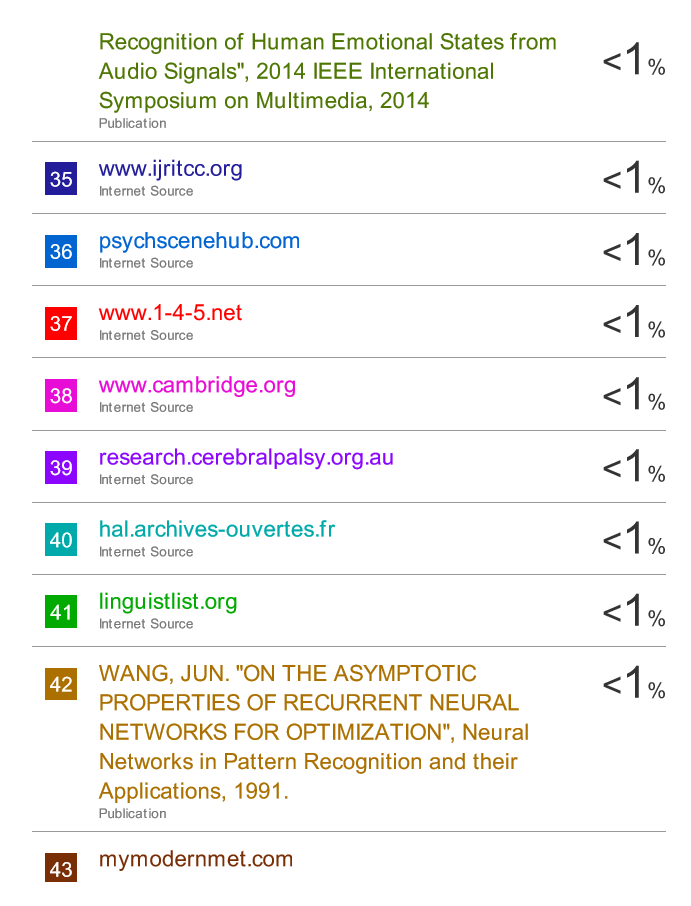 Recognition of Human Emotional States from
Audio Signals", 2014 IEEE International
Symposium on Multimedia, 2014
Publication
<1%
35
www.ijritcc.org
Internet Source
<1%
36
psychscenehub.com
Internet Source
<1%
37
www.1-4-5.net
Internet Source
<1%
38
www.cambridge.org
Internet Source
<1%
39
research.cerebralpalsy.org.au
Internet Source
<1%
40
hal.archives-ouvertes.fr
Internet Source
<1%
41
linguistlist.org
Internet Source
<1%
42
WANG, JUN. "ON THE ASYMPTOTIC
PROPERTIES OF RECURRENT NEURAL
NETWORKS FOR OPTIMIZATION", Neural
Networks in Pattern Recognition and their
Applications, 1991.
Publication
<1%
43
mymodernmet.com